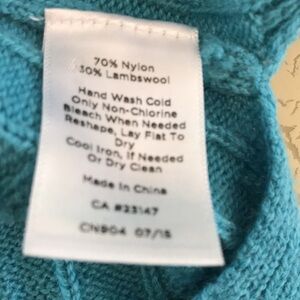 70% Nylon
30% Lambswool
Hand Wash Cold
Only Non-Chlorine
Bleach When Needed
Reshape, Lay Flat To
Dry
Cool Iron, If Needed
Or Dry Clean
Made In China
CA #23147
CN904 07/15